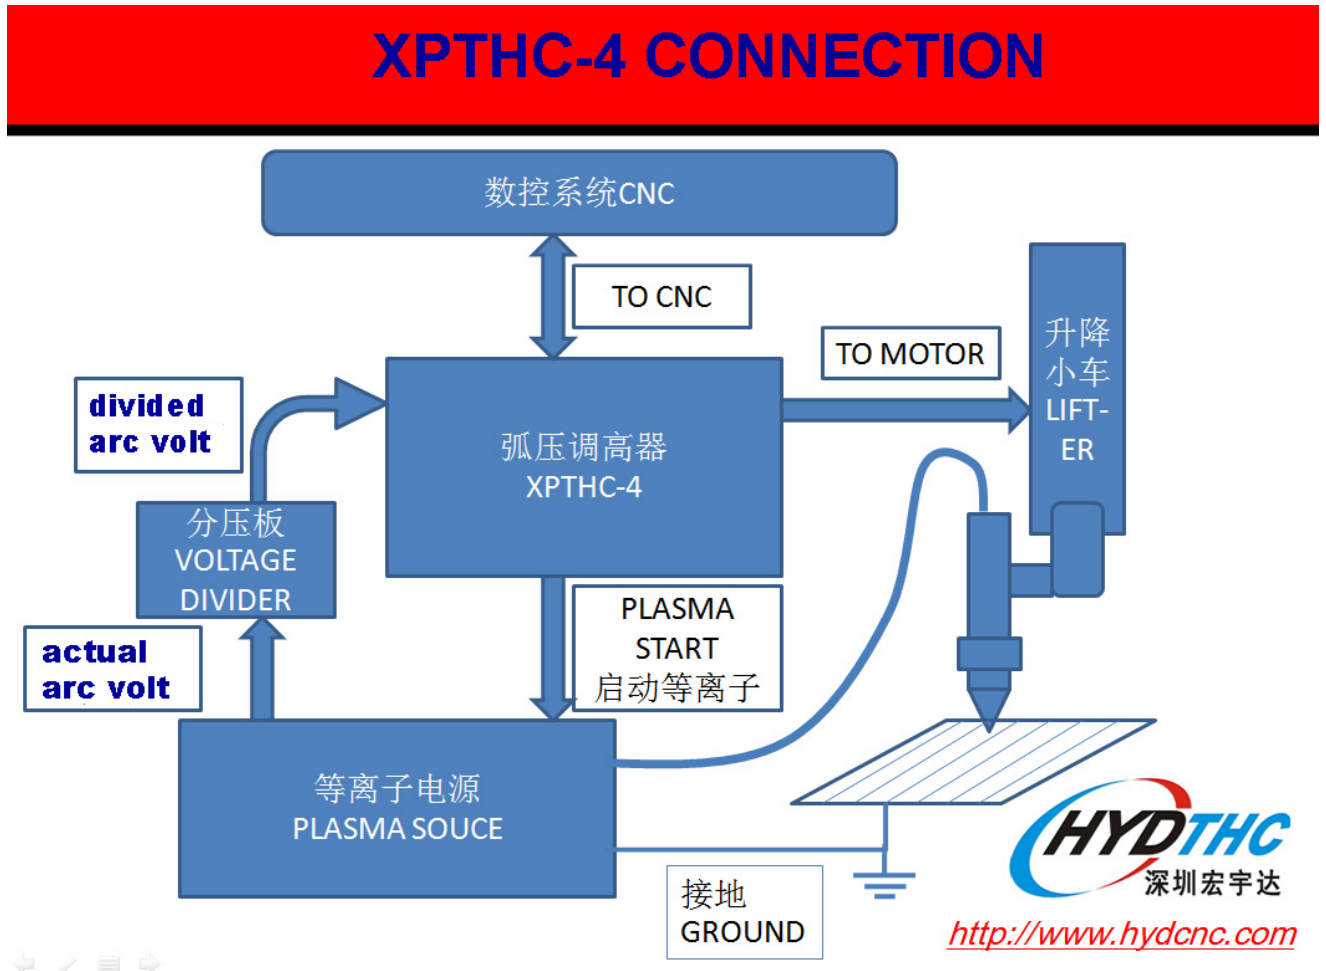 XPTHC-4 CONNECTION
数控系统CNC
TO CNC
TO MOTOR
升降
小车
LIFT-
ER
divided
arc volt
弧压调高器
XPTHC-4
分压板
VOLTAGE
DIVIDER
PLASMA
START
启动等离子
actual
arc volt
等离子电源
PLASMA SOUCE
接地
GROUND
HYDTHC
深圳宏宇达
http://www.hydcnc.com